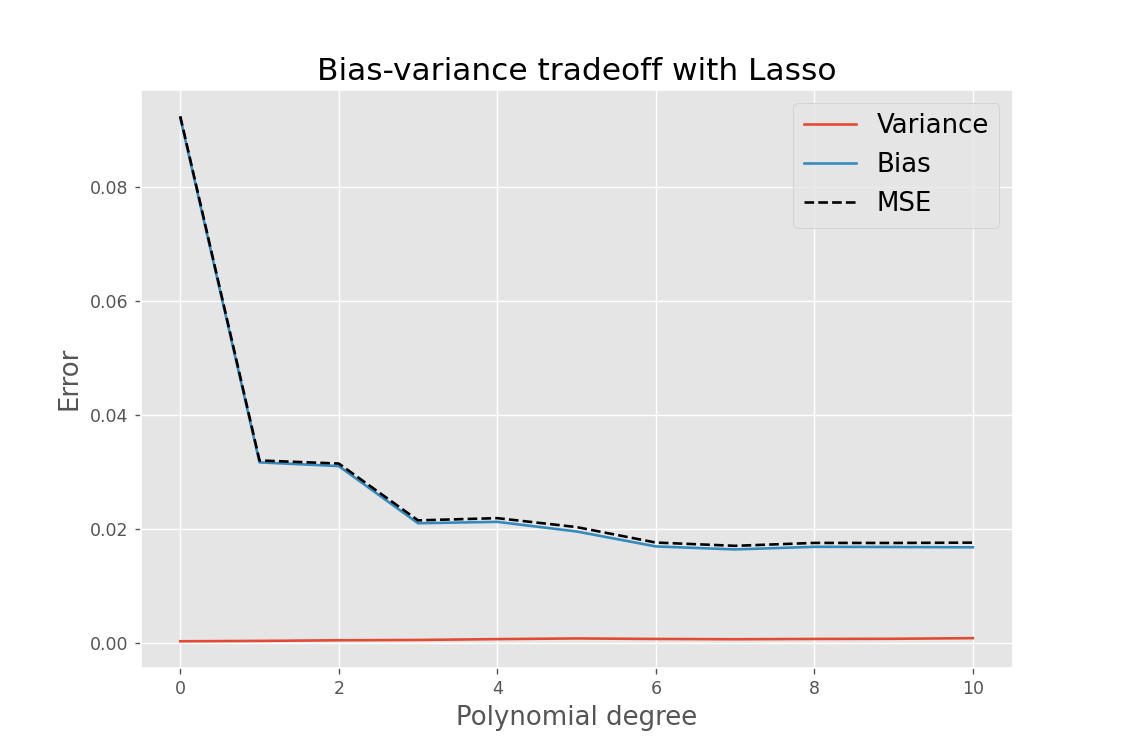 Bias-variance tradeoff with Lasso
Variance
Bias
MSE
0.08
0.06
0.04
0.02
0.00
Error
0 2 4 6 8 10
Polynomial degree